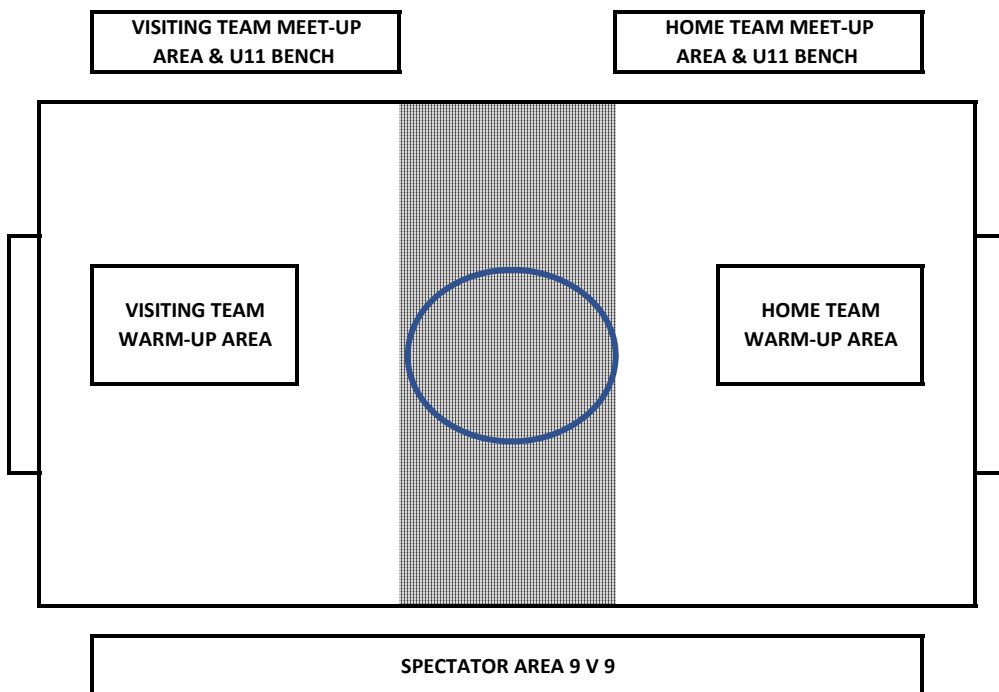 VISITING TEAM MEET-UP
AREA & U11 BENCH
HOME TEAM MEET-UP
AREA & U11 BENCH
VISITING TEAM
WARM-UP AREA
HOME TEAM
WARM-UP AREA
SPECTATOR AREA 9 V 9